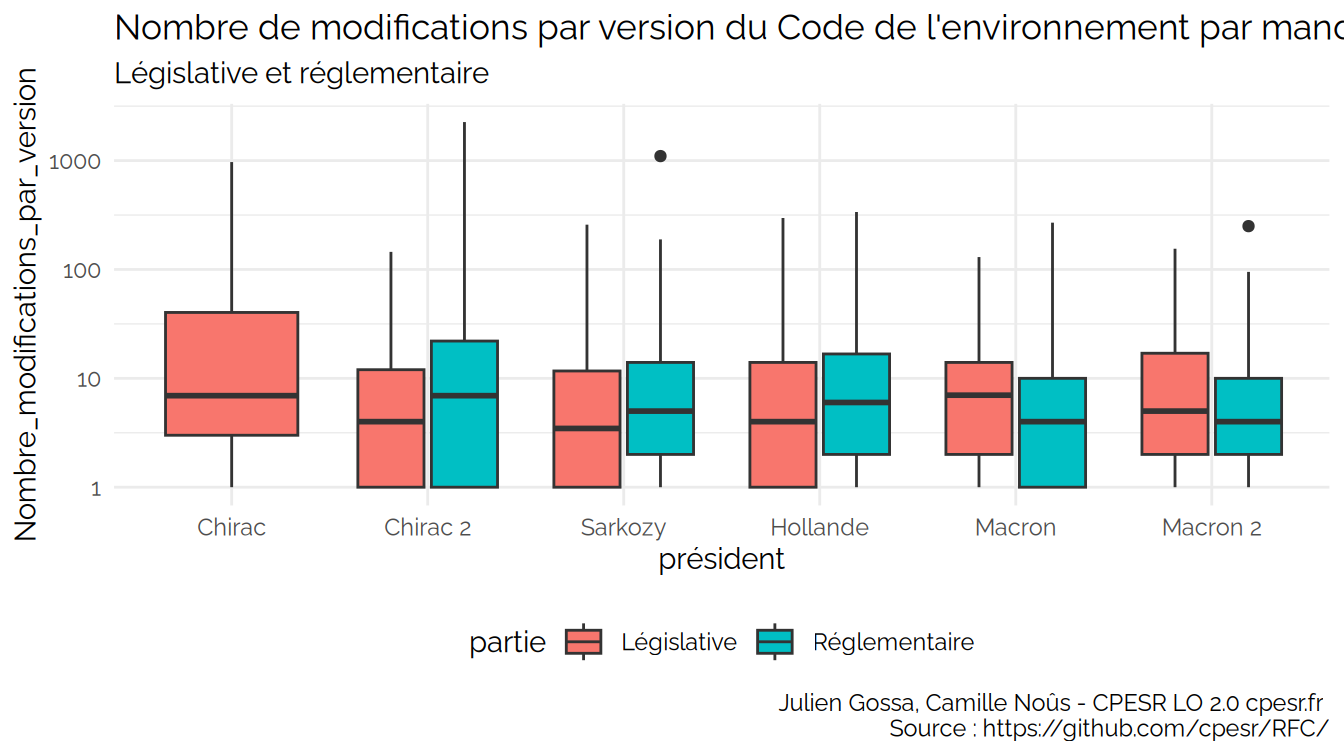 Nombre de modifications par version du Code de l'environnement par mand
Législative et réglementaire
Nombre_modifications_par_version
1000
100
10
1
Chirac Chirac 2 Sarkozy Hollande Macron Macron 2
président
partie Législative Réglementaire
Julien Gossa, Camille Noûs - CPESR LO 2.0 cpesr.fr
Source : https://github.com/cpesr/RFC/